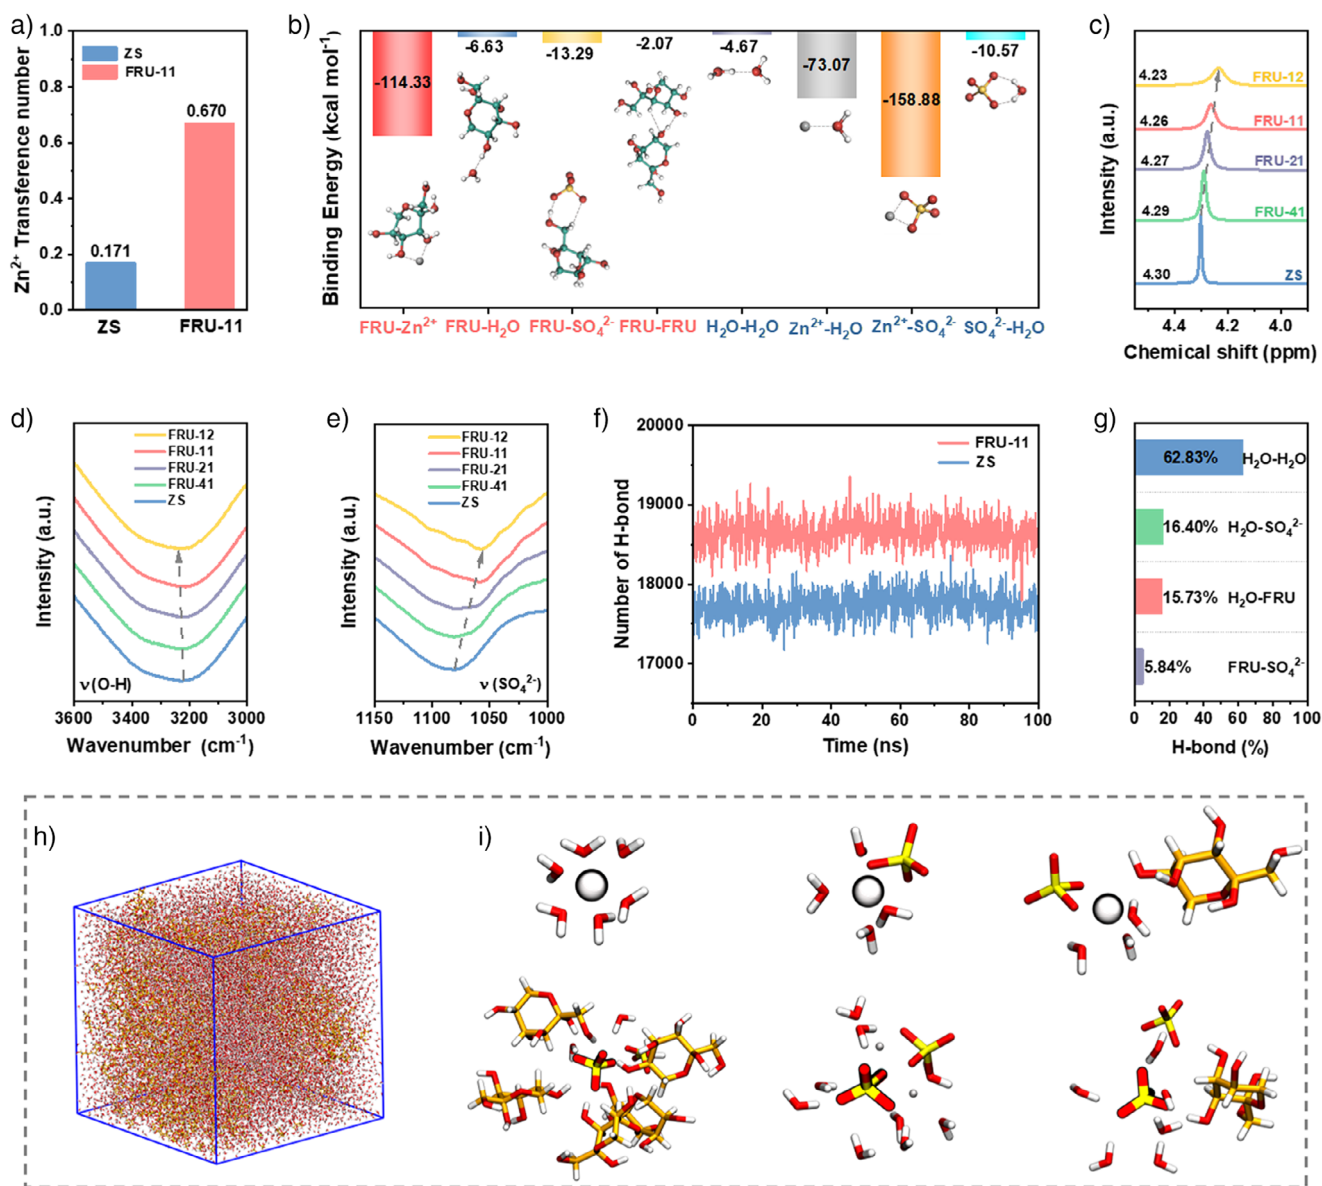 a)
Zn²⁺ Transference number
1.0
0.8
0.6
0.4
0.2
0.0
ZS
FRU-11
0.171
0.670
ZS
FRU-11
b)
Binding Energy (kcal mol⁻¹)
-114.33
-6.63
-13.29
-2.07
-4.67
-73.07
-158.88
-10.57
FRU-Zn²⁺
FRU-H₂O
FRU-SO₄²⁻
FRU-FRU
H₂O-H₂O
Zn²⁺-H₂O
Zn²⁺-SO₄²⁻
SO₄²⁻-H₂O
c)
Intensity (a.u.)
4.23 FRU-12
4.26 FRU-11
4.27 FRU-21
4.29 FRU-41
4.30 ZS
4.4 4.2 4.0
Chemical shift (ppm)
d)
Intensity (a.u.)
FRU-12
FRU-11
FRU-21
FRU-41
ZS
ν (O-H)
3600 3400 3200 3000
Wavenumber (cm⁻¹)
e)
Intensity (a.u.)
FRU-12
FRU-11
FRU-21
FRU-41
ZS
ν (SO₄²⁻)
1150 1100 1050 1000
Wavenumber (cm⁻¹)
f)
Number of H-bond
20000
19000
18000
17000
FRU-11
ZS
0 20 40 60 80 100
Time (ns)
g)
62.83% H₂O-H₂O
16.40% H₂O-SO₄²⁻
15.73% H₂O-FRU
5.84% FRU-SO₄²⁻
0 20 40 60 80 100
H-bond (%)
h)
i)